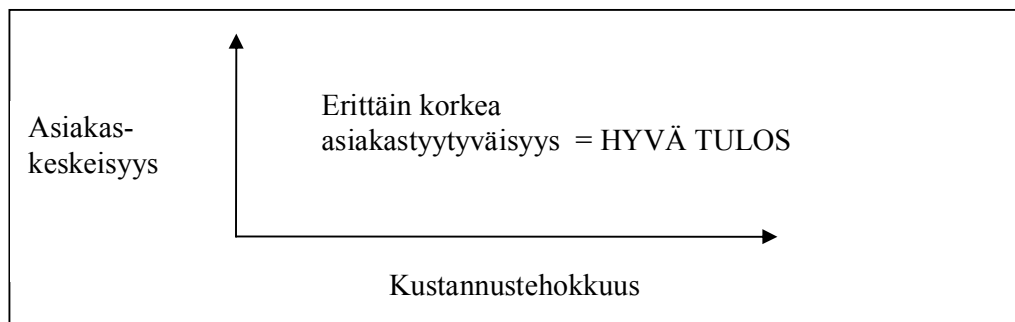 Asiakas-
keskeisyys
Erittäin korkea
asiakastyytyväisyys = HYVÄ TULOS
Kustannustehokkuus